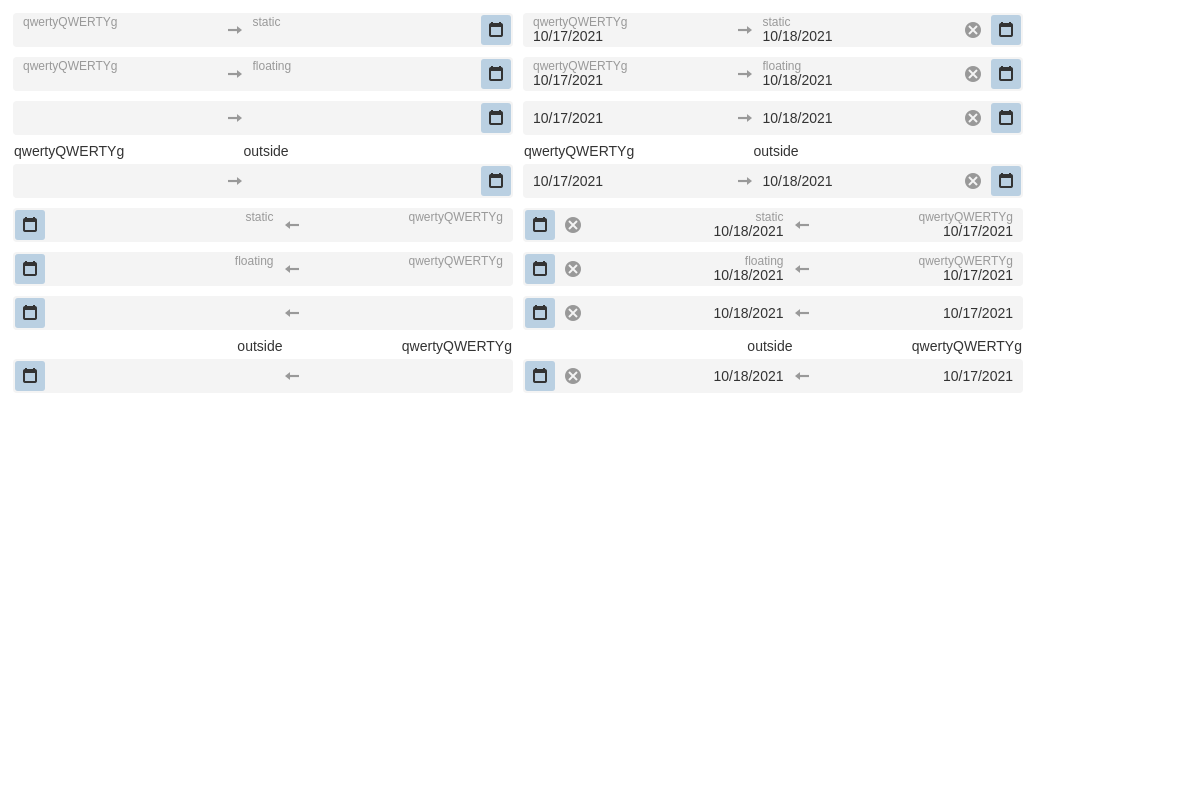 qwertyQWERTYg static qwertyQWERTYg static
10/17/2021 10/18/2021
qwertyQWERTYg floating qwertyQWERTYg floating
10/17/2021 10/18/2021
10/17/2021 10/18/2021
qwertyQWERTYg outside qwertyQWERTYg outside
10/17/2021 10/18/2021
static qwertyQWERTYg static qwertyQWERTYg
10/18/2021 10/17/2021
floating qwertyQWERTYg floating qwertyQWERTYg
10/18/2021 10/17/2021
10/18/2021 10/17/2021
outside qwertyQWERTYg outside qwertyQWERTYg
10/18/2021 10/17/2021